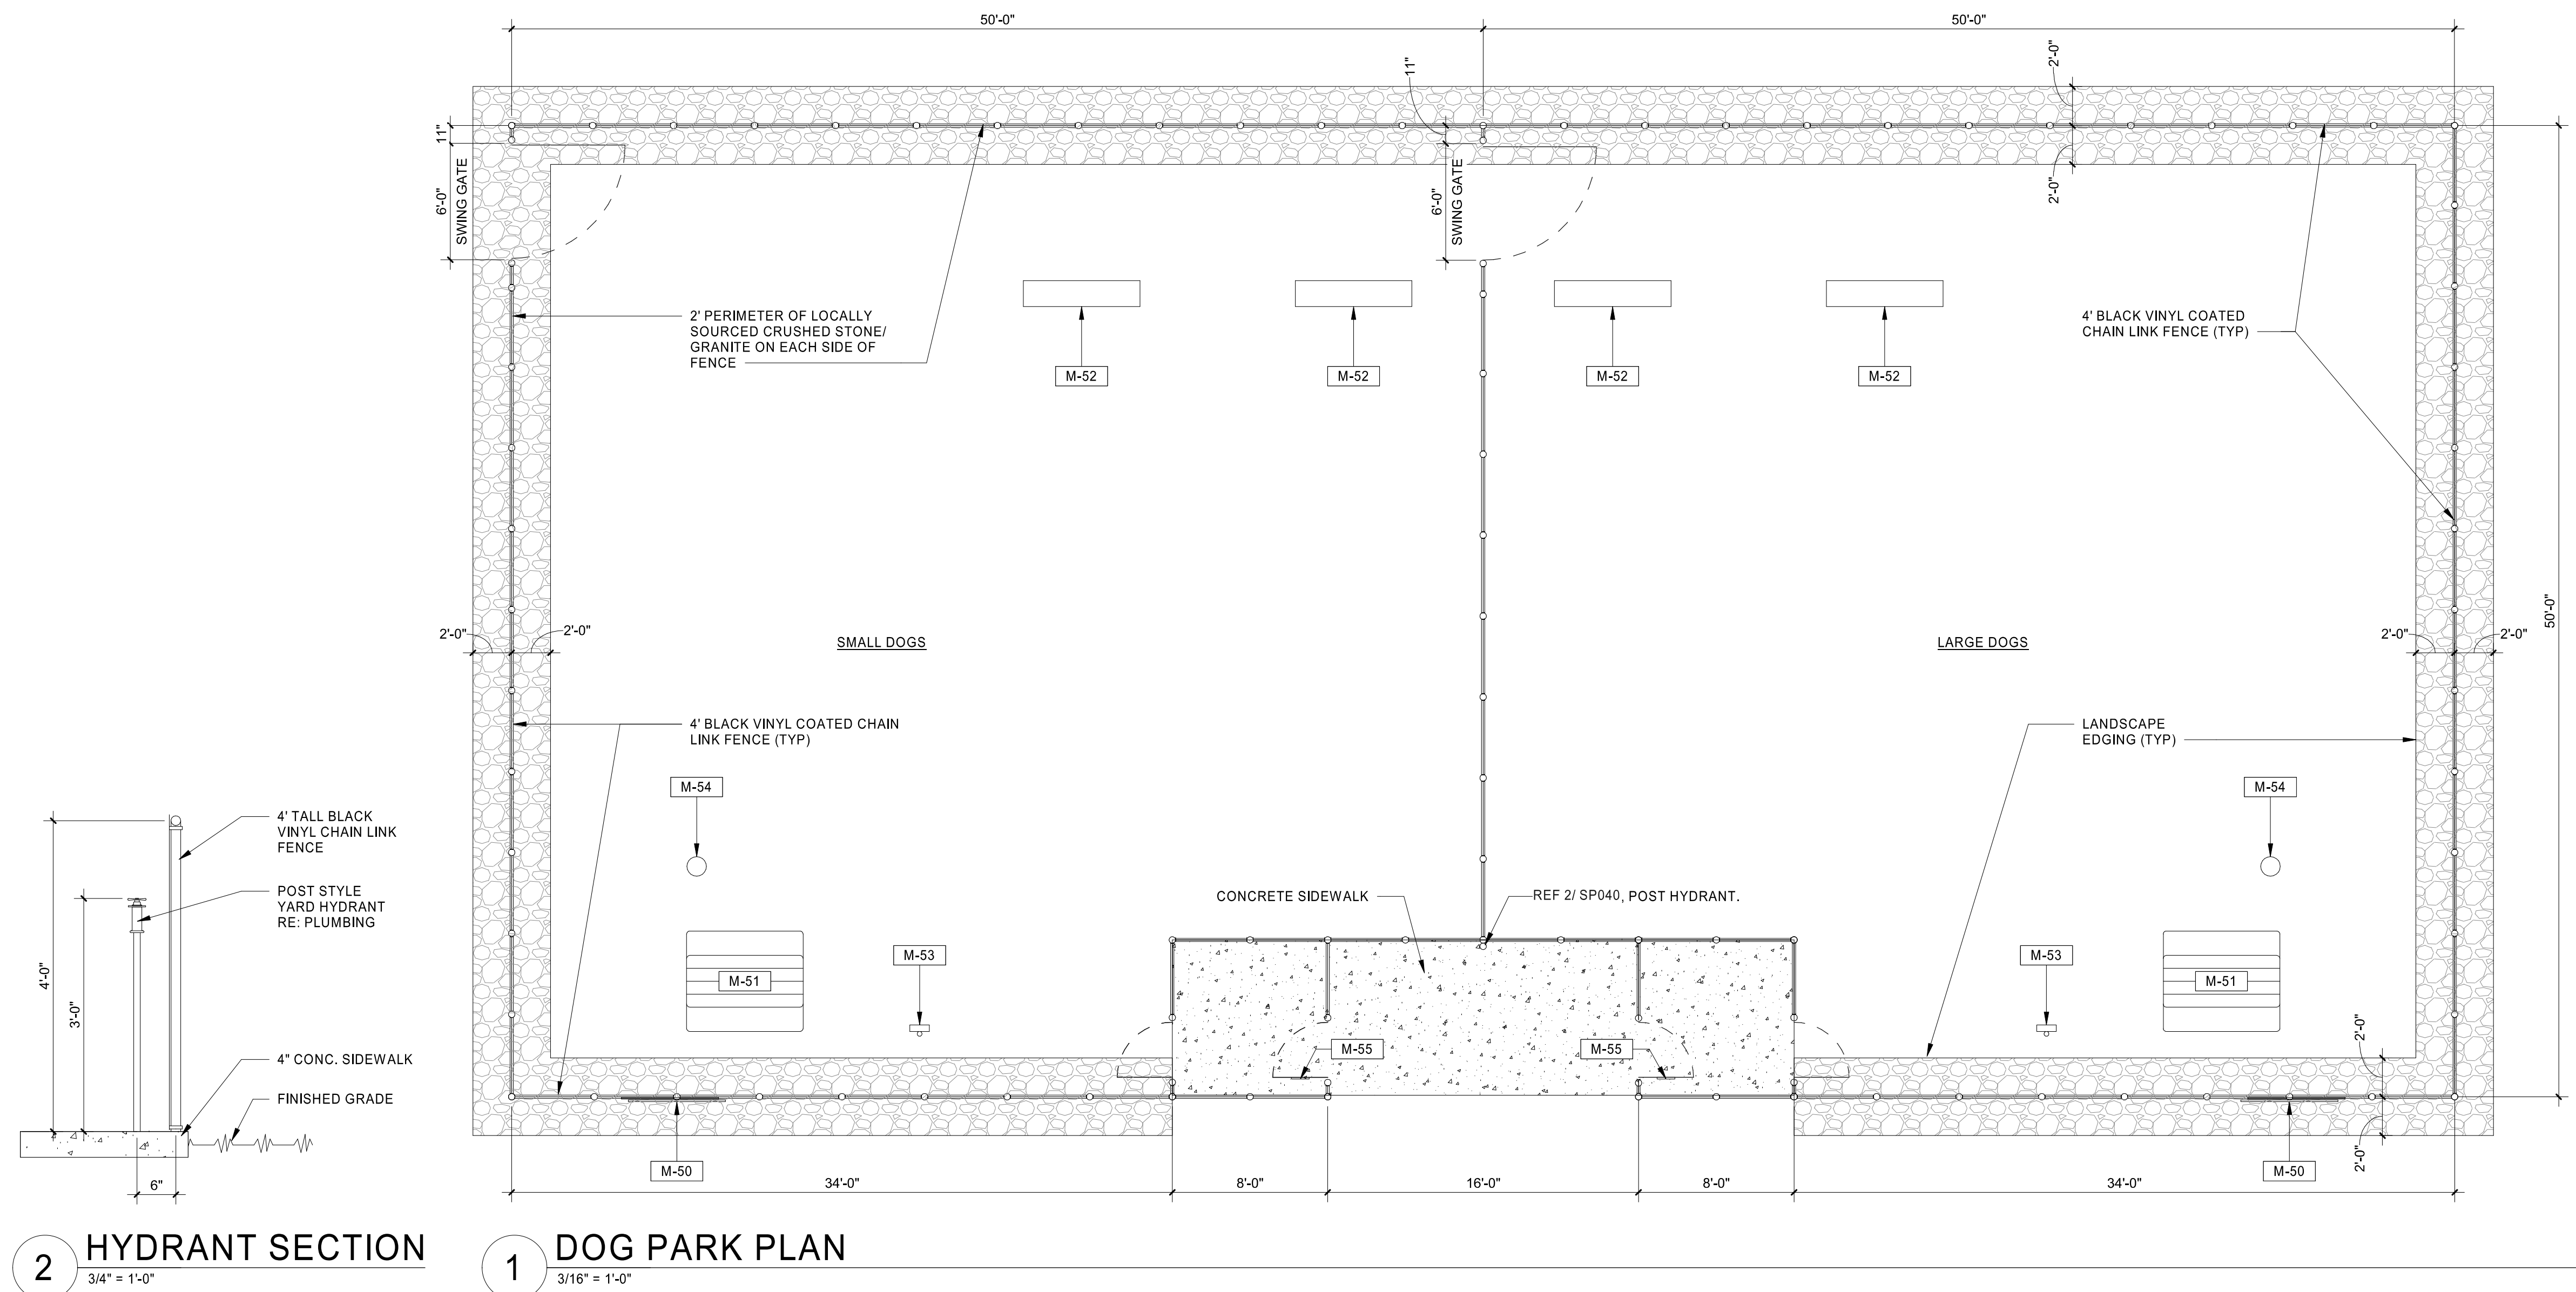 50'-0"
50'-0"
11"
2'-0"
11"
6'-0"
SWING GATE
6'-0"
SWING GATE
2'-0"
2' PERIMETER OF LOCALLY
SOURCED CRUSHED STONE/
GRANITE ON EACH SIDE OF
FENCE
M-52
M-52
M-52
M-52
4' BLACK VINYL COATED
CHAIN LINK FENCE (TYP)
50'-0"
2'-0"
2'-0"
SMALL DOGS
LARGE DOGS
2'-0"
2'-0"
4' BLACK VINYL COATED CHAIN
LINK FENCE (TYP)
LANDSCAPE
EDGING (TYP)
M-54
M-54
CONCRETE SIDEWALK
REF 2/ SP040, POST HYDRANT.
M-53
M-51
M-53
M-51
M-55
M-55
2'-0"
2'-0"
M-50
M-50
34'-0"
8'-0"
16'-0"
8'-0"
34'-0"
4' TALL BLACK
VINYL CHAIN LINK
FENCE
POST STYLE
YARD HYDRANT
RE: PLUMBING
4'-0"
3'-0"
4" CONC. SIDEWALK
FINISHED GRADE
6"
2
HYDRANT SECTION
3/4" = 1'-0"
1
DOG PARK PLAN
3/16" = 1'-0"